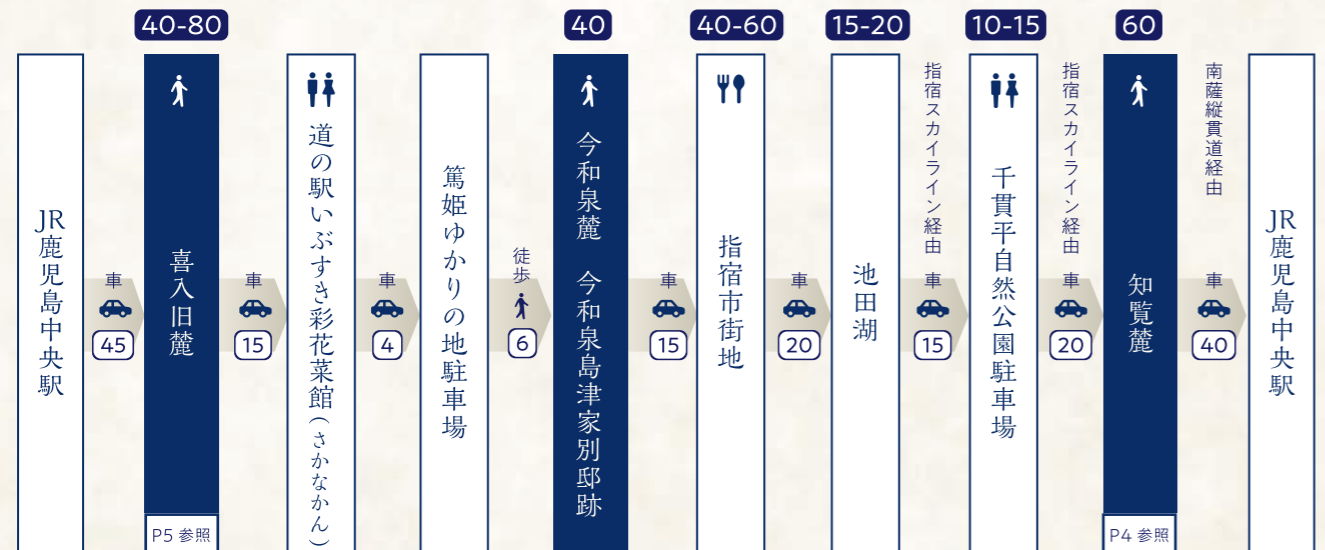 JR鹿児島中央駅
車
45
40-80
喜入旧麓
P5 参照
車
15
道の駅いぶすき彩花菜館(さかなかん)
車
4
篤姫ゆかりの地駐車場
徒歩
6
40
今和泉麓 今和泉島津家別邸跡
車
15
40-60
指宿市街地
車
20
15-20
池田湖
指宿スカイライン経由
車
15
10-15
千貫平自然公園駐車場
指宿スカイライン経由
車
20
60
知覧麓
P4 参照
南薩縦貫道経由
車
40
JR鹿児島中央駅